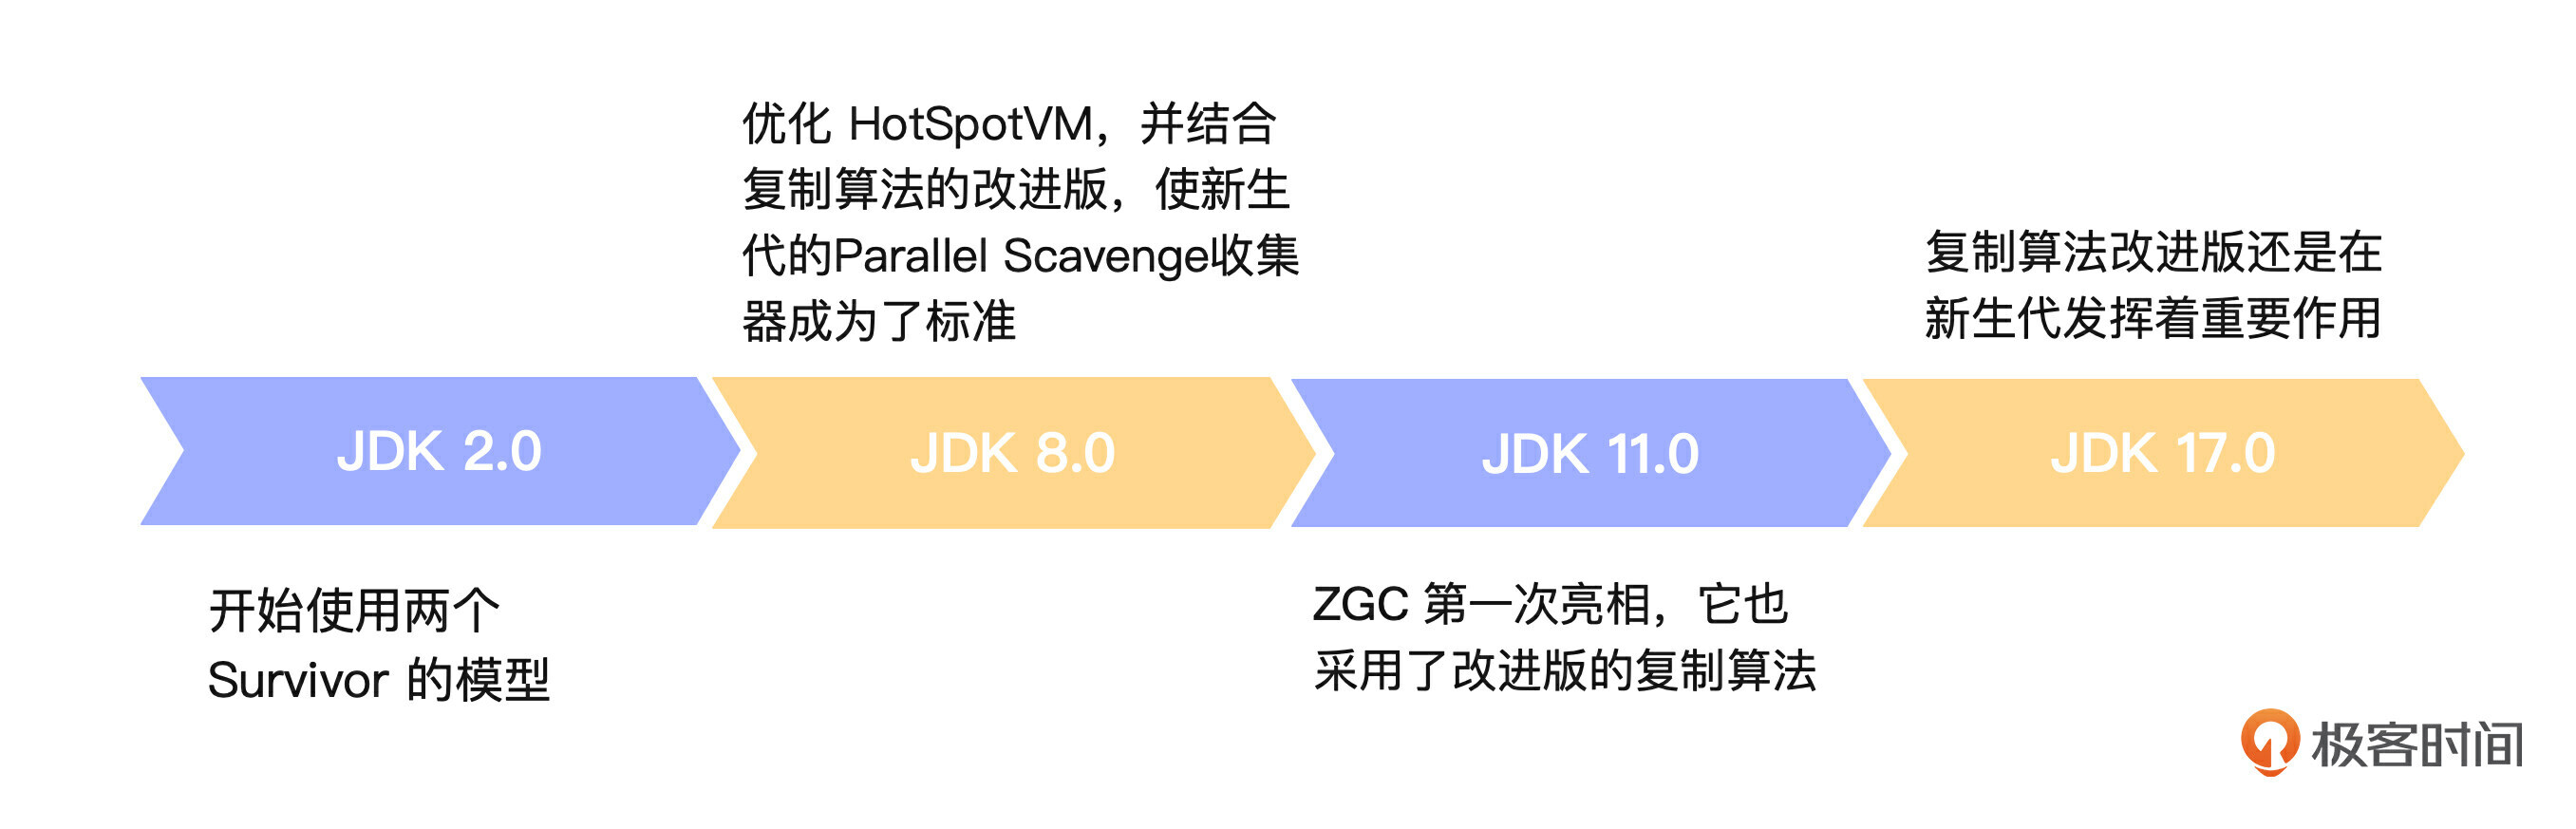 优化 HotSpotVM，并结合
复制算法的改进版，使新生
代的Parallel Scavenge收集
器成为了标准
复制算法改进版还是在
新生代发挥着重要作用
JDK 2.0
JDK 8.0
JDK 11.0
JDK 17.0
开始使用两个
Survivor 的模型
ZGC 第一次亮相，它也
采用了改进版的复制算法
极客时间